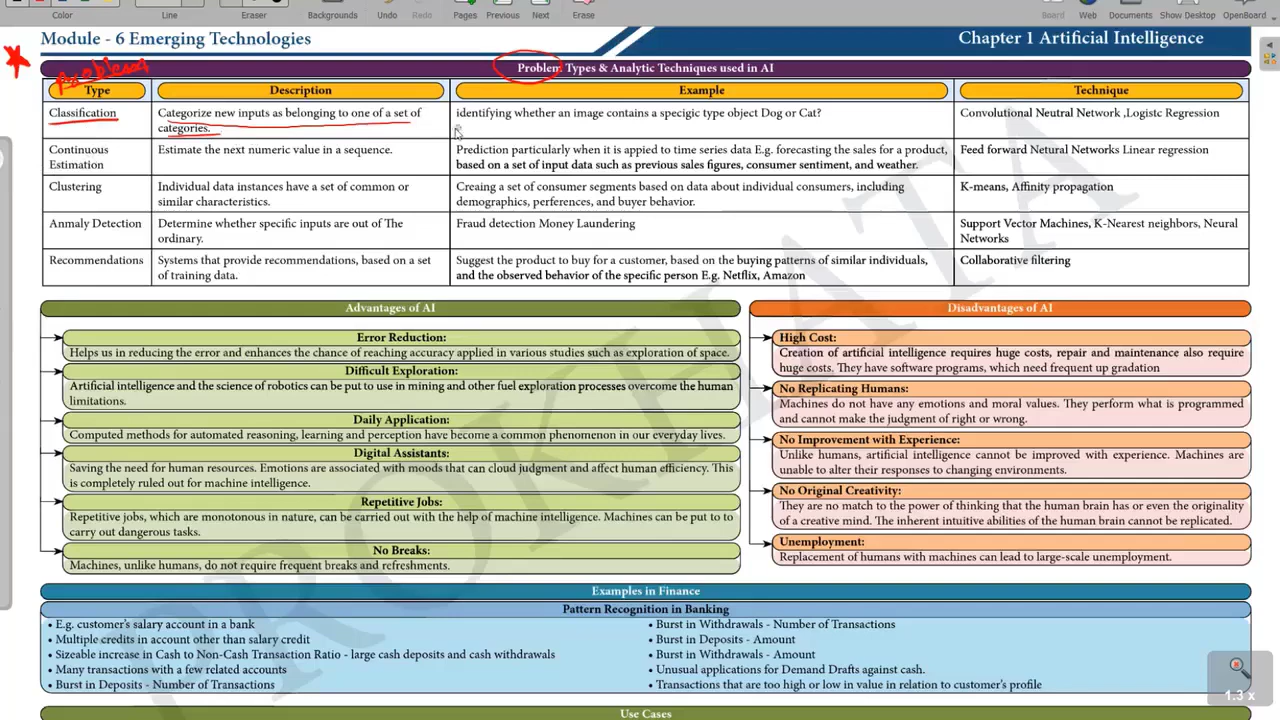 Color
Line
Eraser
Backgrounds
Undo
Redo
Pages
Previous
Next
Erase
Board
Web
Documents
Show Desktop
OpenBoard
Module - 6 Emerging Technologies
Chapter 1 Artificial Intelligence
Problem Types & Analytic Techniques used in AI
Problem
Type
Description
Example
Technique
Classification
Categorize new inputs as belonging to one of a set of
categories.
identifying whether an image contains a specigic type object Dog or Cat?
Convolutional Neutral Network ,Logistc Regression
Continuous
Estimation
Estimate the next numeric value in a sequence.
Prediction particularly when it is appied to time series data E.g. forecasting the sales for a product,
based on a set of input data such as previous sales figures, consumer sentiment, and weather.
Feed forward Netural Networks Linear regression
Clustering
Individual data instances have a set of common or
similar characteristics.
Creaing a set of consumer segments based on data about individual consumers, including
demographics, perferences, and buyer behavior.
K-means, Affinity propagation
Anmaly Detection
Determine whether specific inputs are out of The
ordinary.
Fraud detection Money Laundering
Support Vector Machines, K-Nearest neighbors, Neural
Networks
Recommendations
Systems that provide recommendations, based on a set
of training data.
Suggest the product to buy for a customer, based on the buying patterns of similar individuals,
and the observed behavior of the specific person E.g. Netflix, Amazon
Collaborative filtering
Advantages of AI
Error Reduction:
Helps us in reducing the error and enhances the chance of reaching accuracy applied in various studies such as exploration of space.
Difficult Exploration:
Artificial intelligence and the science of robotics can be put to use in mining and other fuel exploration processes overcome the human
limitations.
Daily Application:
Computed methods for automated reasoning, learning and perception have become a common phenomenon in our everyday lives.
Digital Assistants:
Saving the need for human resources. Emotions are associated with moods that can cloud judgment and affect human efficiency. This
is completely ruled out for machine intelligence.
Repetitive Jobs:
Repetitive jobs, which are monotonous in nature, can be carried out with the help of machine intelligence. Machines can be put to to
carry out dangerous tasks.
No Breaks:
Machines, unlike humans, do not require frequent breaks and refreshments.
Disadvantages of AI
High Cost:
Creation of artificial intelligence requires huge costs, repair and maintenance also require
huge costs. They have software programs, which need frequent up gradation
No Replicating Humans:
Machines do not have any emotions and moral values. They perform what is programmed
and cannot make the judgment of right or wrong.
No Improvement with Experience:
Unlike humans, artificial intelligence cannot be improved with experience. Machines are
unable to alter their responses to changing environments.
No Original Creativity:
They are no match to the power of thinking that the human brain has or even the originality
of a creative mind. The inherent intuitive abilities of the human brain cannot be replicated.
Unemployment:
Replacement of humans with machines can lead to large-scale unemployment.
Examples in Finance
Pattern Recognition in Banking
• E.g. customer's salary account in a bank
• Multiple credits in account other than salary credit
• Sizeable increase in Cash to Non-Cash Transaction Ratio - large cash deposits and cash withdrawals
• Many transactions with a few related accounts
• Burst in Deposits - Number of Transactions
• Burst in Withdrawals - Number of Transactions
• Burst in Deposits - Amount
• Burst in Withdrawals - Amount
• Unusual applications for Demand Drafts against cash.
• Transactions that are too high or low in value in relation to customer's profile
Use Cases
1.3 x